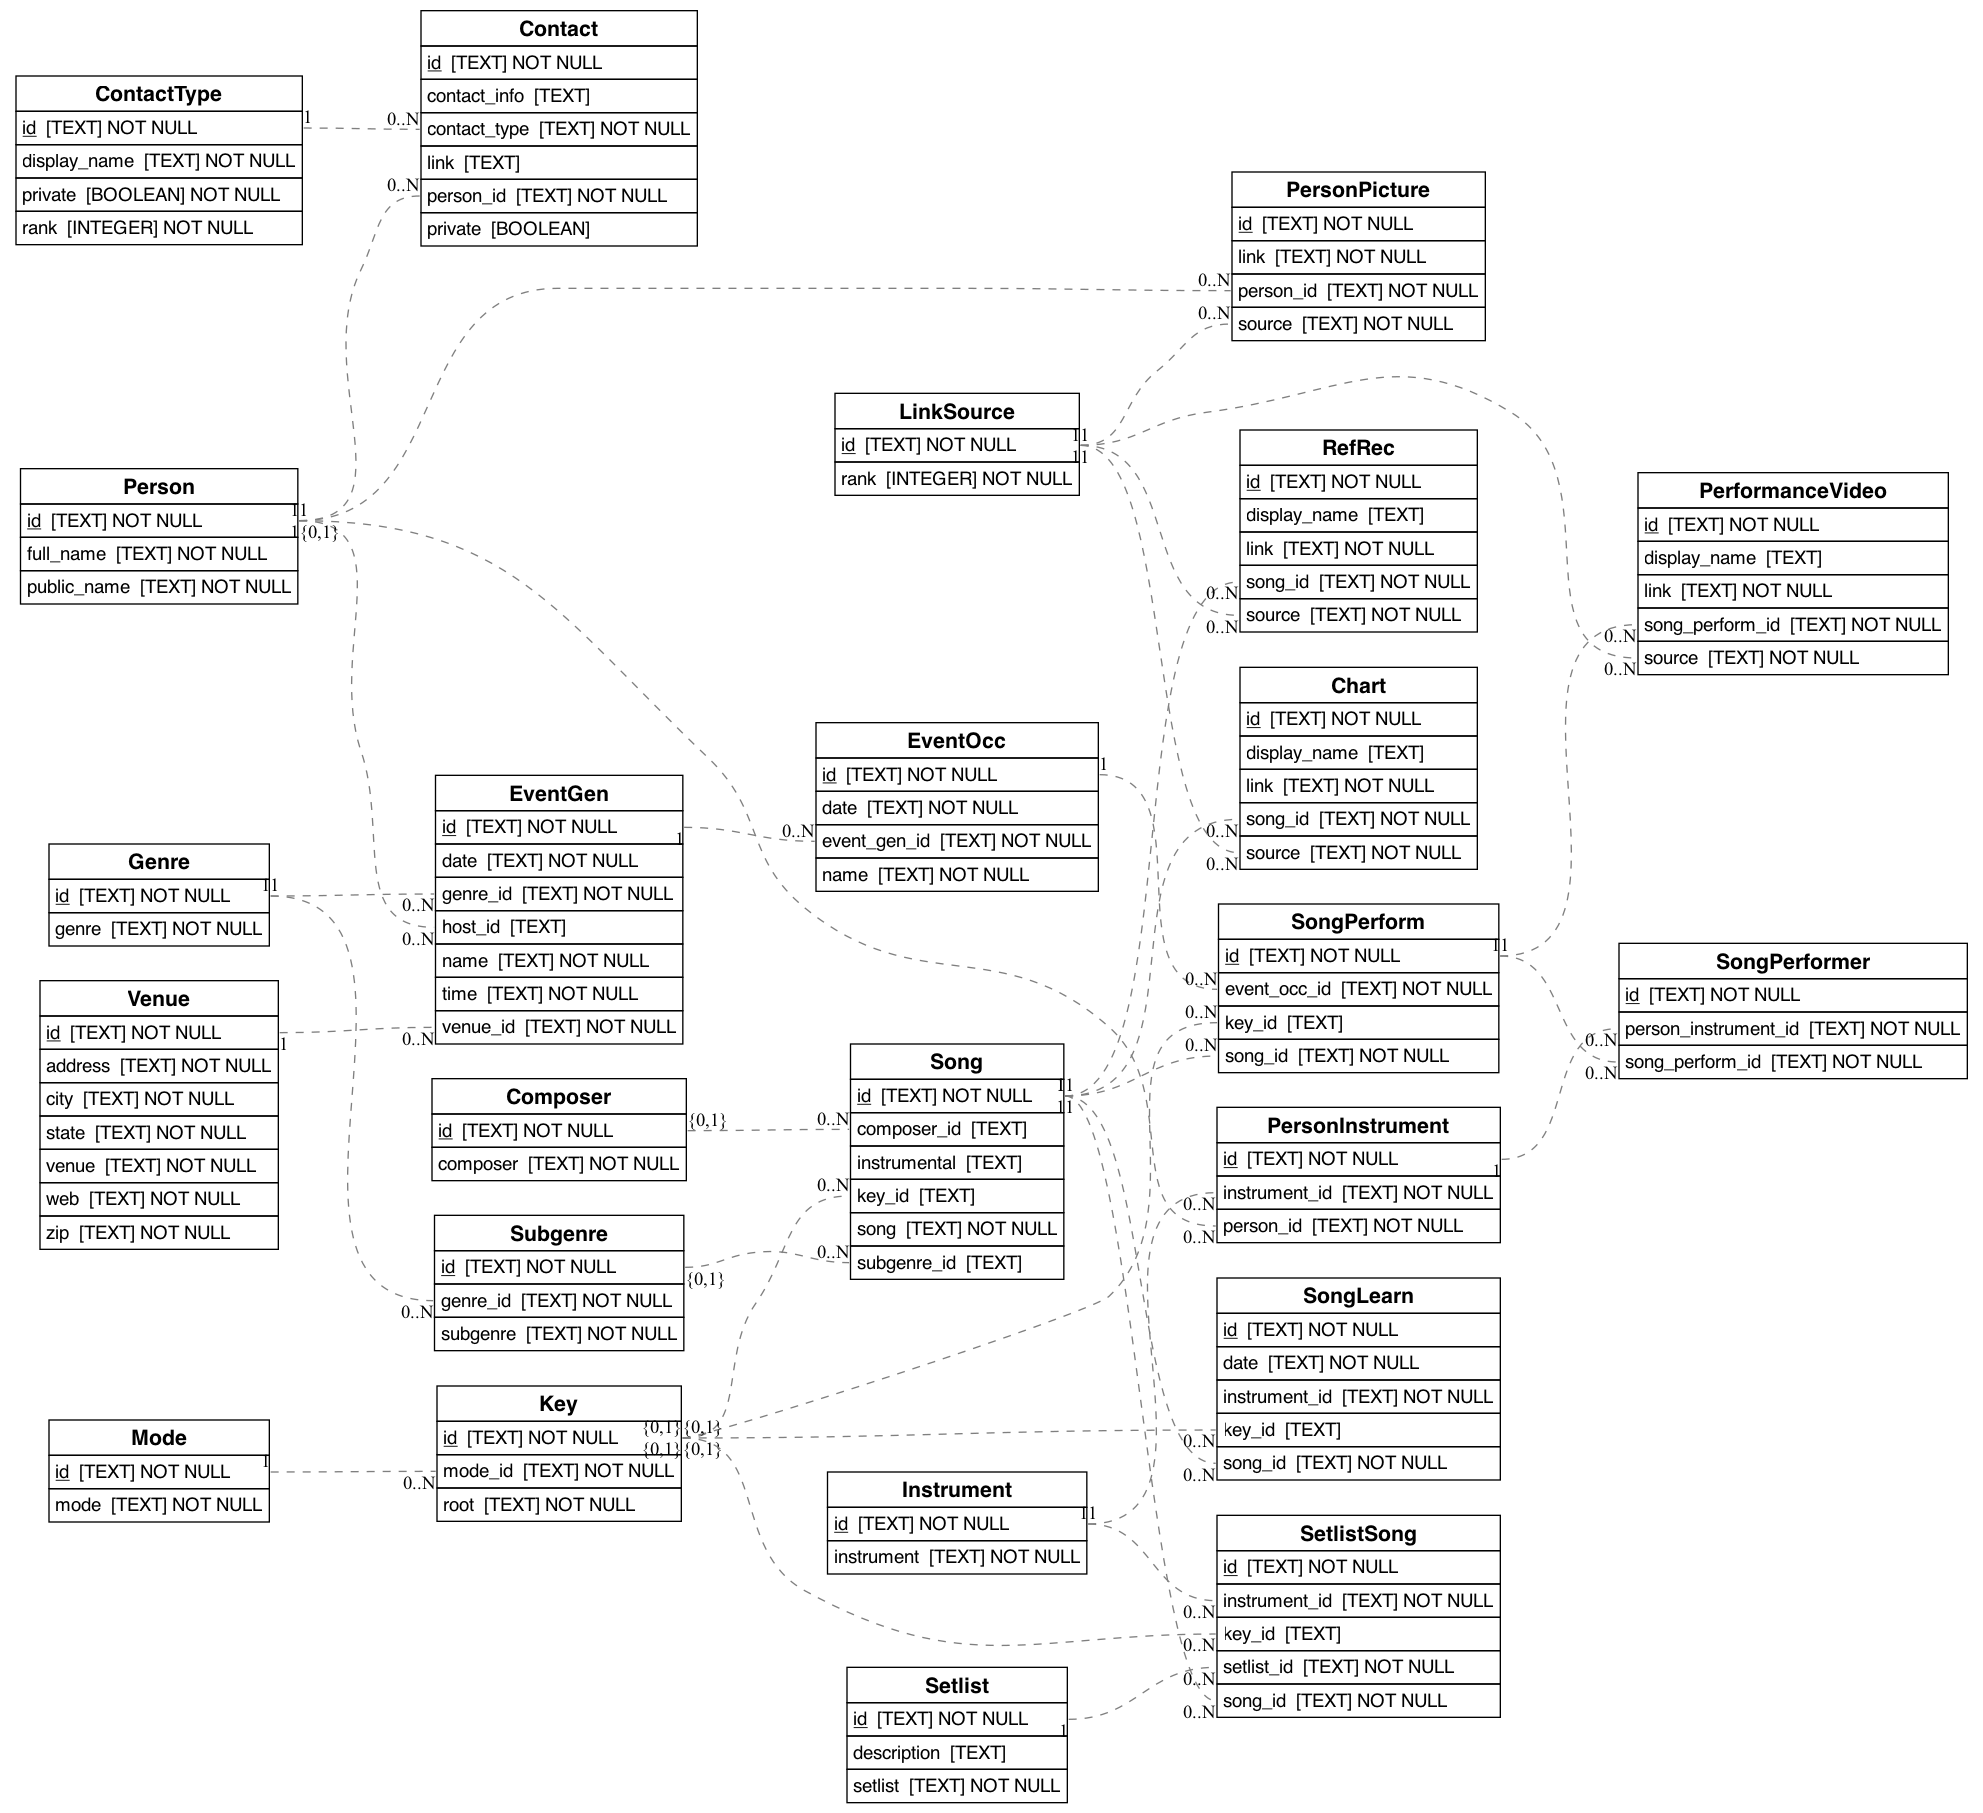 Contact
id [TEXT] NOT NULL
contact_info [TEXT]
contact_type [TEXT] NOT NULL
link [TEXT]
person_id [TEXT] NOT NULL
private [BOOLEAN]
0..N
0..N
ContactType
id [TEXT] NOT NULL
display_name [TEXT] NOT NULL
private [BOOLEAN] NOT NULL
rank [INTEGER] NOT NULL
1
PersonPicture
id [TEXT] NOT NULL
link [TEXT] NOT NULL
person_id [TEXT] NOT NULL
source [TEXT] NOT NULL
0..N
0..N
LinkSource
id [TEXT] NOT NULL
rank [INTEGER] NOT NULL
11
11
RefRec
id [TEXT] NOT NULL
display_name [TEXT]
link [TEXT] NOT NULL
song_id [TEXT] NOT NULL
source [TEXT] NOT NULL
0..N
0..N
Person
id [TEXT] NOT NULL
full_name [TEXT] NOT NULL
public_name [TEXT] NOT NULL
11
1{0,1}
PerformanceVideo
id [TEXT] NOT NULL
display_name [TEXT]
link [TEXT] NOT NULL
song_perform_id [TEXT] NOT NULL
source [TEXT] NOT NULL
0..N
0..N
Chart
id [TEXT] NOT NULL
display_name [TEXT]
link [TEXT] NOT NULL
song_id [TEXT] NOT NULL
source [TEXT] NOT NULL
0..N
0..N
EventOcc
id [TEXT] NOT NULL
date [TEXT] NOT NULL
event_gen_id [TEXT] NOT NULL
name [TEXT] NOT NULL
1
0..N
EventGen
id [TEXT] NOT NULL
date [TEXT] NOT NULL
genre_id [TEXT] NOT NULL
host_id [TEXT]
name [TEXT] NOT NULL
time [TEXT] NOT NULL
venue_id [TEXT] NOT NULL
1
0..N
0..N
0..N
Genre
id [TEXT] NOT NULL
genre [TEXT] NOT NULL
11
Venue
id [TEXT] NOT NULL
address [TEXT] NOT NULL
city [TEXT] NOT NULL
state [TEXT] NOT NULL
venue [TEXT] NOT NULL
web [TEXT] NOT NULL
zip [TEXT] NOT NULL
1
SongPerform
id [TEXT] NOT NULL
event_occ_id [TEXT] NOT NULL
key_id [TEXT]
song_id [TEXT] NOT NULL
11
0..N
0..N
0..N
SongPerformer
id [TEXT] NOT NULL
person_instrument_id [TEXT] NOT NULL
song_perform_id [TEXT] NOT NULL
0..N
0..N
Song
id [TEXT] NOT NULL
composer_id [TEXT]
instrumental [TEXT]
key_id [TEXT]
song [TEXT] NOT NULL
subgenre_id [TEXT]
11
11
0..N
0..N
0..N
Composer
id [TEXT] NOT NULL
composer [TEXT] NOT NULL
{0,1}
PersonInstrument
id [TEXT] NOT NULL
instrument_id [TEXT] NOT NULL
person_id [TEXT] NOT NULL
1
0..N
0..N
Subgenre
id [TEXT] NOT NULL
genre_id [TEXT] NOT NULL
subgenre [TEXT] NOT NULL
{0,1}
0..N
SongLearn
id [TEXT] NOT NULL
date [TEXT] NOT NULL
instrument_id [TEXT] NOT NULL
key_id [TEXT]
song_id [TEXT] NOT NULL
0..N
0..N
Key
id [TEXT] NOT NULL
mode_id [TEXT] NOT NULL
root [TEXT] NOT NULL
{0,1}{0,1}
{0,1}{0,1}
0..N
Mode
id [TEXT] NOT NULL
mode [TEXT] NOT NULL
1
Instrument
id [TEXT] NOT NULL
instrument [TEXT] NOT NULL
11
SetlistSong
id [TEXT] NOT NULL
instrument_id [TEXT] NOT NULL
key_id [TEXT]
setlist_id [TEXT] NOT NULL
song_id [TEXT] NOT NULL
0..N
0..N
0..N
0..N
Setlist
id [TEXT] NOT NULL
description [TEXT]
setlist [TEXT] NOT NULL
1